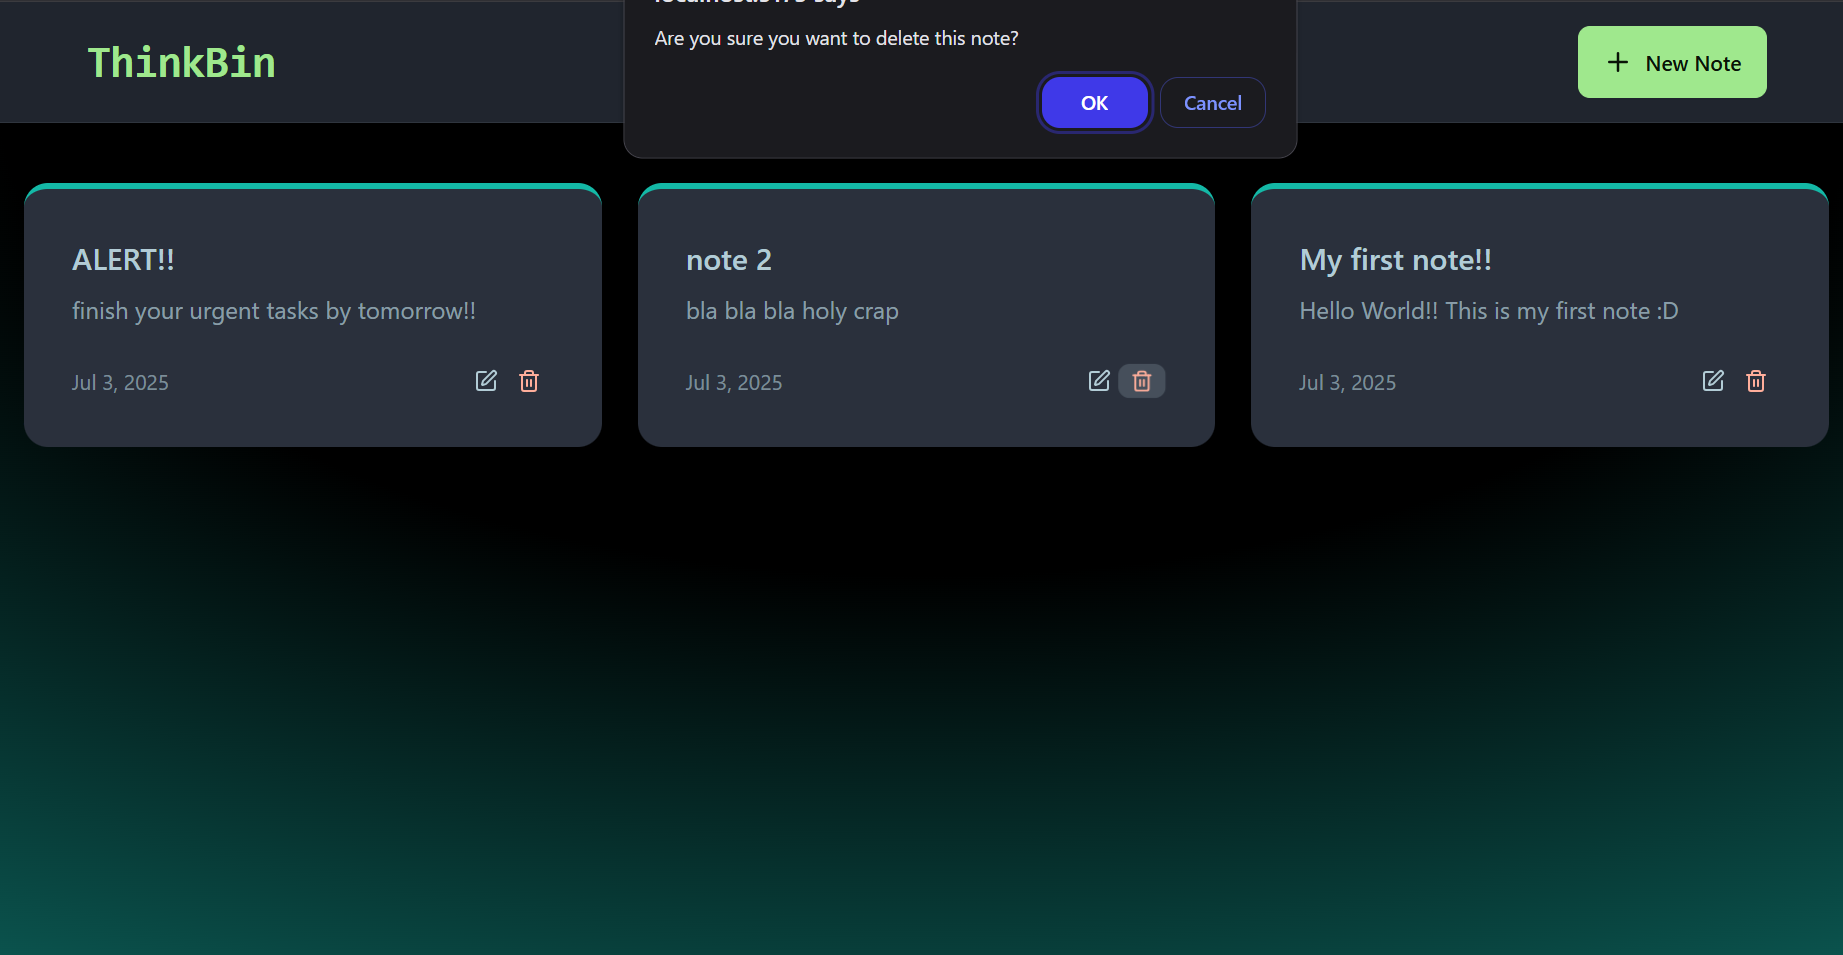 says
Are you sure you want to delete this note?
OK
Cancel
ThinkBin
New Note
ALERT!!
finish your urgent tasks by tomorrow!!
Jul 3, 2025
note 2
bla bla bla holy crap
Jul 3, 2025
My first note!!
Hello World!! This is my first note :D
Jul 3, 2025